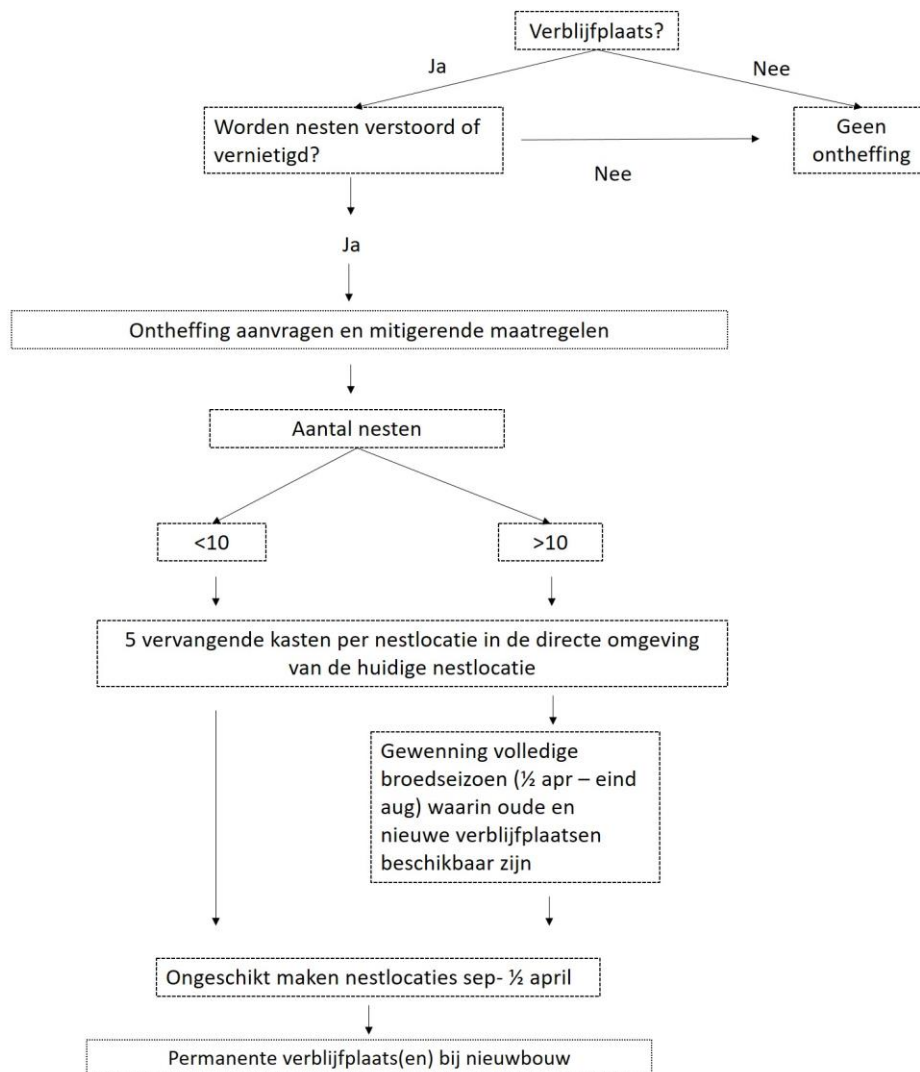 Verblijfplaats?
Ja
Nee
Worden nesten verstoord of
vernietigd?
Geen
ontheffing
Nee
Ja
Ontheffing aanvragen en mitigerende maatregelen
Aantal nesten
<10
>10
5 vervangende kasten per nestlocatie in de directe omgeving
van de huidige nestlocatie
Gewenning volledige
broedseizoen (½ apr – eind
aug) waarin oude en
nieuwe verblijfplaatsen
beschikbaar zijn
Ongeschikt maken nestlocaties sep- ½ april
Permanente verblijfplaats(en) bij nieuwbouw